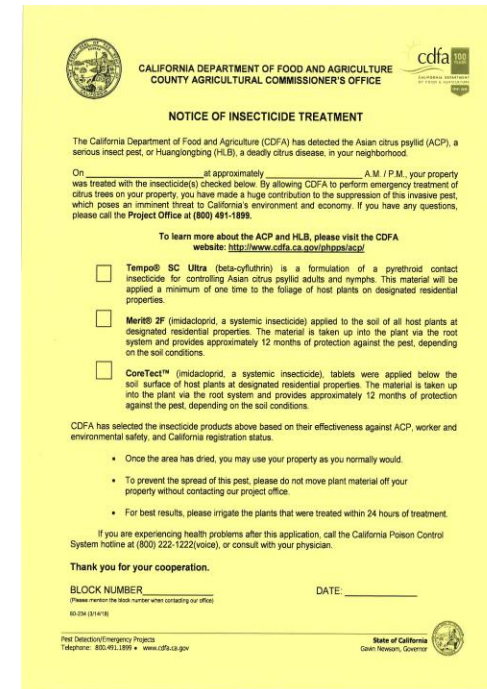 cdfa 100
CALIFORNIA DEPARTMENT
OF FOOD & AGRICULTURE
CALIFORNIA DEPARTMENT OF FOOD AND AGRICULTURE
COUNTY AGRICULTURAL COMMISSIONER'S OFFICE
NOTICE OF INSECTICIDE TREATMENT
The California Department of Food and Agriculture (CDFA) has detected the Asian citrus psyllid (ACP), a
serious insect pest, or Huanglongbing (HLB), a deadly citrus disease, in your neighborhood.
On ____________________at approximately ________________ A.M. / P.M., your property
was treated with the insecticide(s) checked below. By allowing CDFA to perform emergency treatment of
citrus trees on your property, you have made a huge contribution to the suppression of this invasive pest,
which poses an imminent threat to California's environment and economy. If you have any questions,
please call the Project Office at (800) 491-1899.
To learn more about the ACP and HLB, please visit the CDFA
website: http://www.cdfa.ca.gov/phpps/acp/
Tempo® SC Ultra (beta-cyfluthrin) is a formulation of a pyrethroid contact
insecticide for controlling Asian citrus psyllid adults and nymphs. This material will be
applied a minimum of one time to the foliage of host plants on designated residential
properties.
Merit® 2F (imidacloprid, a systemic insecticide) applied to the soil of all host plants at
designated residential properties. The material is taken up into the plant via the root
system and provides approximately 12 months of protection against the pest, depending
on the soil conditions.
CoreTect™ (imidacloprid, a systemic insecticide), tablets were applied below the
soil surface of host plants at designated residential properties. The material is taken up
into the plant via the root system and provides approximately 12 months of protection
against the pest, depending on the soil conditions.
CDFA has selected the insecticide products above based on their effectiveness against ACP, worker and
environmental safety, and California registration status.
• Once the area has dried, you may use your property as you normally would.
• To prevent the spread of this pest, please do not move plant material off your
property without contacting our project office.
• For best results, please irrigate the plants that were treated within 24 hours of treatment.
If you are experiencing health problems after this application, call the California Poison Control
System hotline at (800) 222-1222(voice), or consult with your physician.
Thank you for your cooperation.
BLOCK NUMBER____________ DATE: ____________
(Please mention the block number when contacting our office)
60-234 (3/14/18)
Pest Detection/Emergency Projects State of California
Telephone: 800.491.1899 • www.cdfa.ca.gov Gavin Newsom, Governor